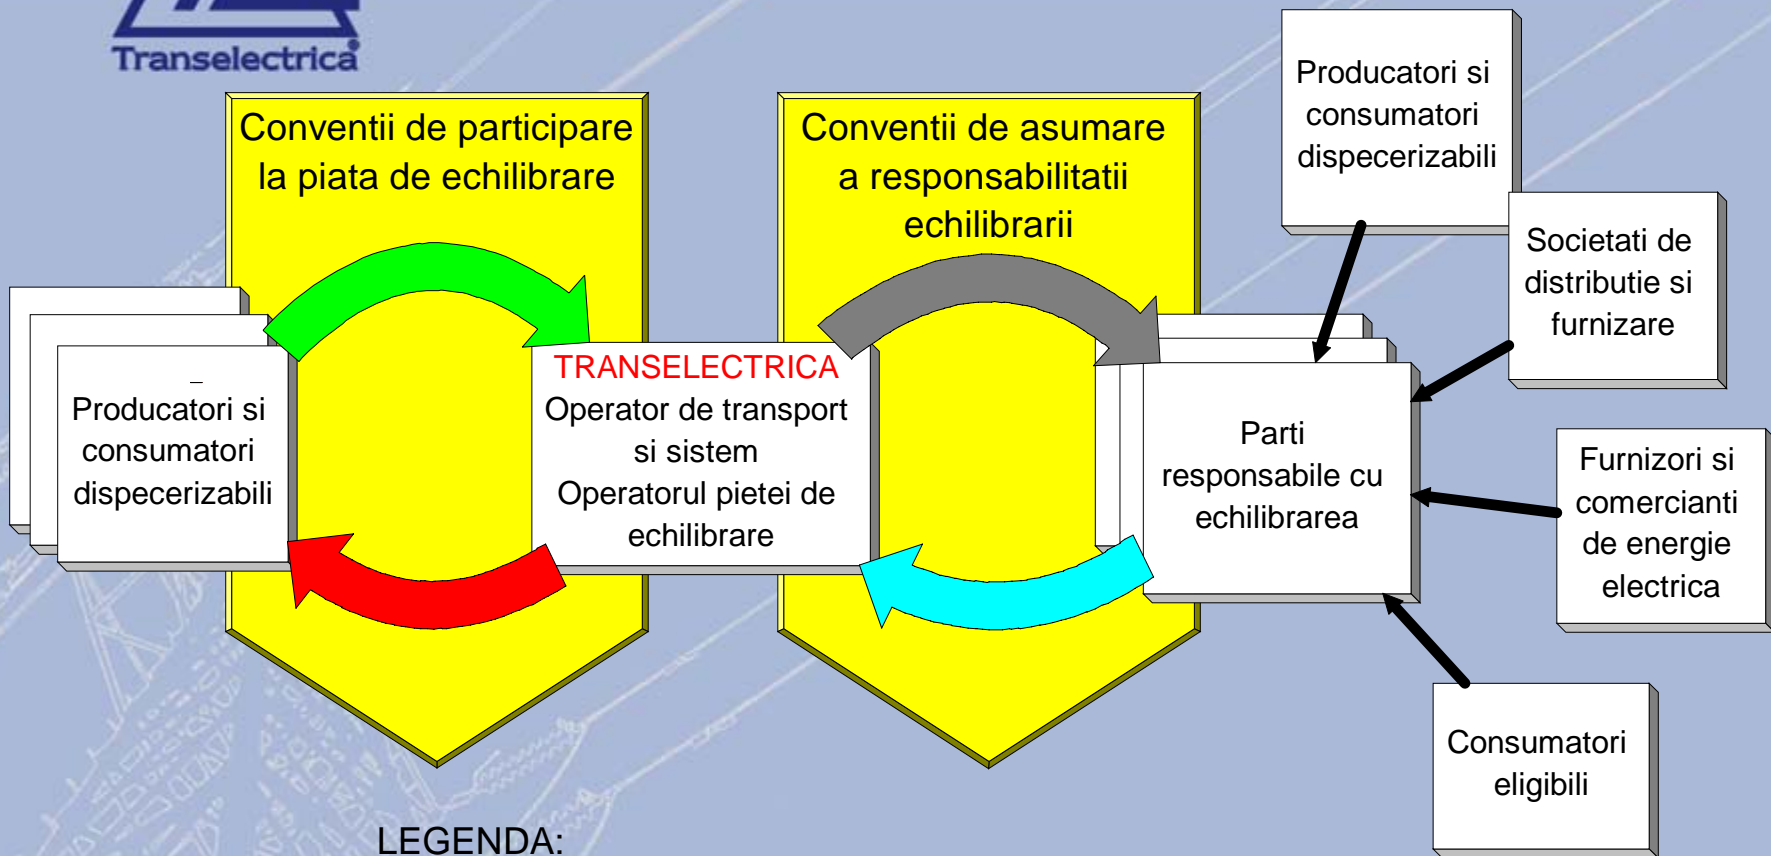 Transelectrica
Conventii de participare
la piata de echilibrare
Conventii de asumare
a responsabilitatii
echilibrarii
Producatori si
consumatori
dispecerizabili
Societati de
distributie si
furnizare
_
Producatori si
consumatori
dispecerizabili
TRANSELECTRICA
Operator de transport
si sistem
Operatorul pietei de
echilibrare
Parti
responsabile cu
echilibrarea
Furnizori si
comercianti
de energie
electrica
Consumatori
eligibili
LEGENDA: